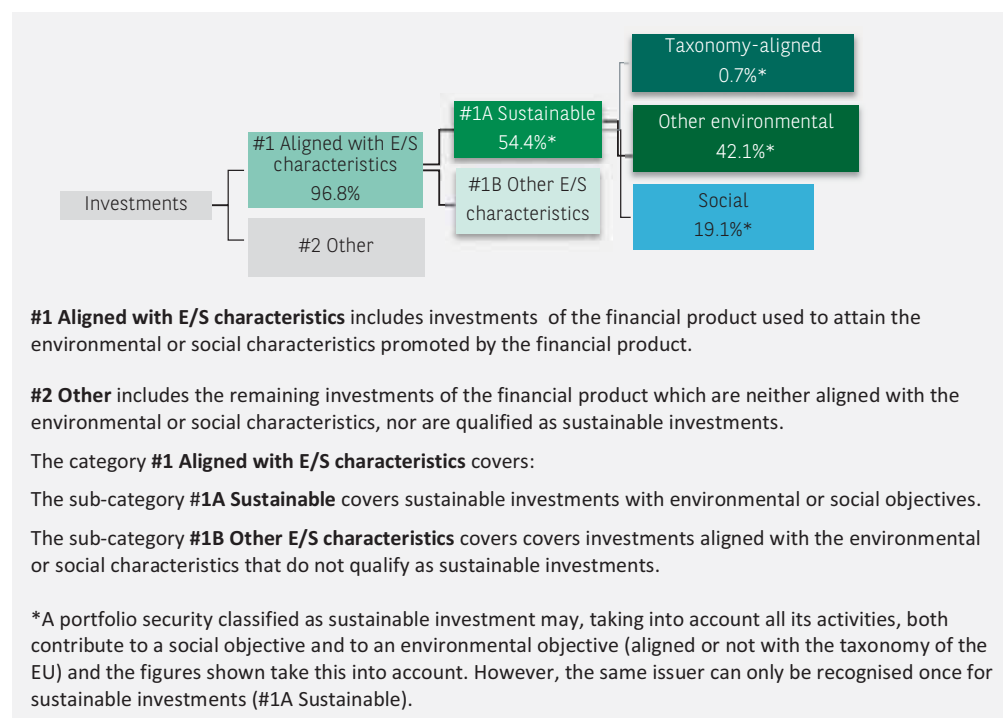 Investments
#1 Aligned with E/S
characteristics
96.8%
#2 Other
#1A Sustainable
54.4%*
#1B Other E/S
characteristics
Taxonomy-aligned
0.7%*
Other environmental
42.1%*
Social
19.1%*
#1 Aligned with E/S characteristics includes investments of the financial product used to attain the
environmental or social characteristics promoted by the financial product.
#2 Other includes the remaining investments of the financial product which are neither aligned with the
environmental or social characteristics, nor are qualified as sustainable investments.
The category #1 Aligned with E/S characteristics covers:
The sub-category #1A Sustainable covers sustainable investments with environmental or social objectives.
The sub-category #1B Other E/S characteristics covers covers investments aligned with the environmental
or social characteristics that do not qualify as sustainable investments.
*A portfolio security classified as sustainable investment may, taking into account all its activities, both
contribute to a social objective and to an environmental objective (aligned or not with the taxonomy of the
EU) and the figures shown take this into account. However, the same issuer can only be recognised once for
sustainable investments (#1A Sustainable).